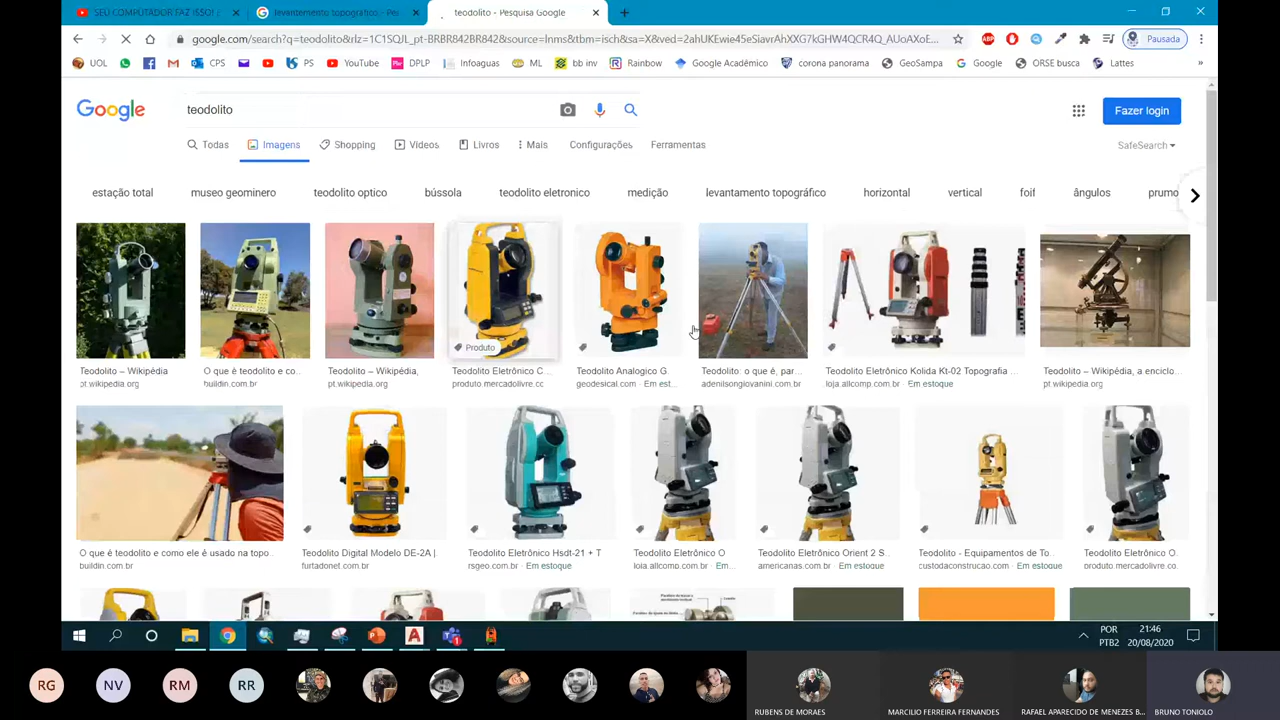 SEU COMPUTADOR FAZ ISSO!
levantamento topográfico. - Pe
teodolito - Pesquisa Google
google.com/search?q=teodolito&rlz=1C1SQJL_pt-BRBR842BR842&source=lnms&tbm=isch&sa=X&ved=2ahUKEwie45eSiavrAhXXG7kGHW4QCR4Q_AUoAXoE...
Pausada
UOL
CPS
PS
YouTube
DPLP
Infoaguas
ML
bb inv
Rainbow
Google Acadêmico
corona panorama
GeoSampa
Google
ORSE busca
Lattes
»
Google
teodolito
Fazer login
Todas
Imagens
Shopping
Vídeos
Livros
Mais
Configurações
Ferramentas
SafeSearch
estação total
museo geominero
teodolito optico
bússola
teodolito eletronico
medição
levantamento topográfico
horizontal
vertical
foif
ângulos
prumo
Produto
Teodolito – Wikipédia
O que é teodolito e co...
Teodolito – Wikipédia,
Teodolito Eletrônico C ...
Teodolito Analogico G.
Teodolito: o que é, par...
Teodolito Eletrônico Kolida Kt-02 Topografia ...
Teodolito – Wikipédia, a enciclo.
pt.wikipedia.org
buildin.com.br
pt.wikipedia.org
produto.mercadolivre.cc
geodesical.com · Em est...
adenilsongiovanini.com.br
loja.allcomp.com.br · Em estoque
pt.wikipedia.org
O que é teodolito e como ele é usado na topo ..
Teodolito Digital Modelo DE-2A |.
Teodolito Eletrônico Hsdt-21 + T
Teodolito Eletrônico O
Teodolito Eletrônico Orient 2 S...
Teodolito - Equipamentos de To...
Teodolito Eletrônico O.
buildin.com.br
furtadonet.com.br
rsgeo.com.br · Em estoque
loja.allcomp.com.br · Em...
americanas.com.br · Em estoque
custodaconstrucao.com · Em estoque
produto.mercadolivre.co.
POR
PTB2
21:46
20/08/2020
RG
NV
RM
RR
RUBENS DE MORAES
MARCILIO FERREIRA FERNANDES
RAFAEL APARECIDO DE MENEZES B...
BRUNO TONIOLO